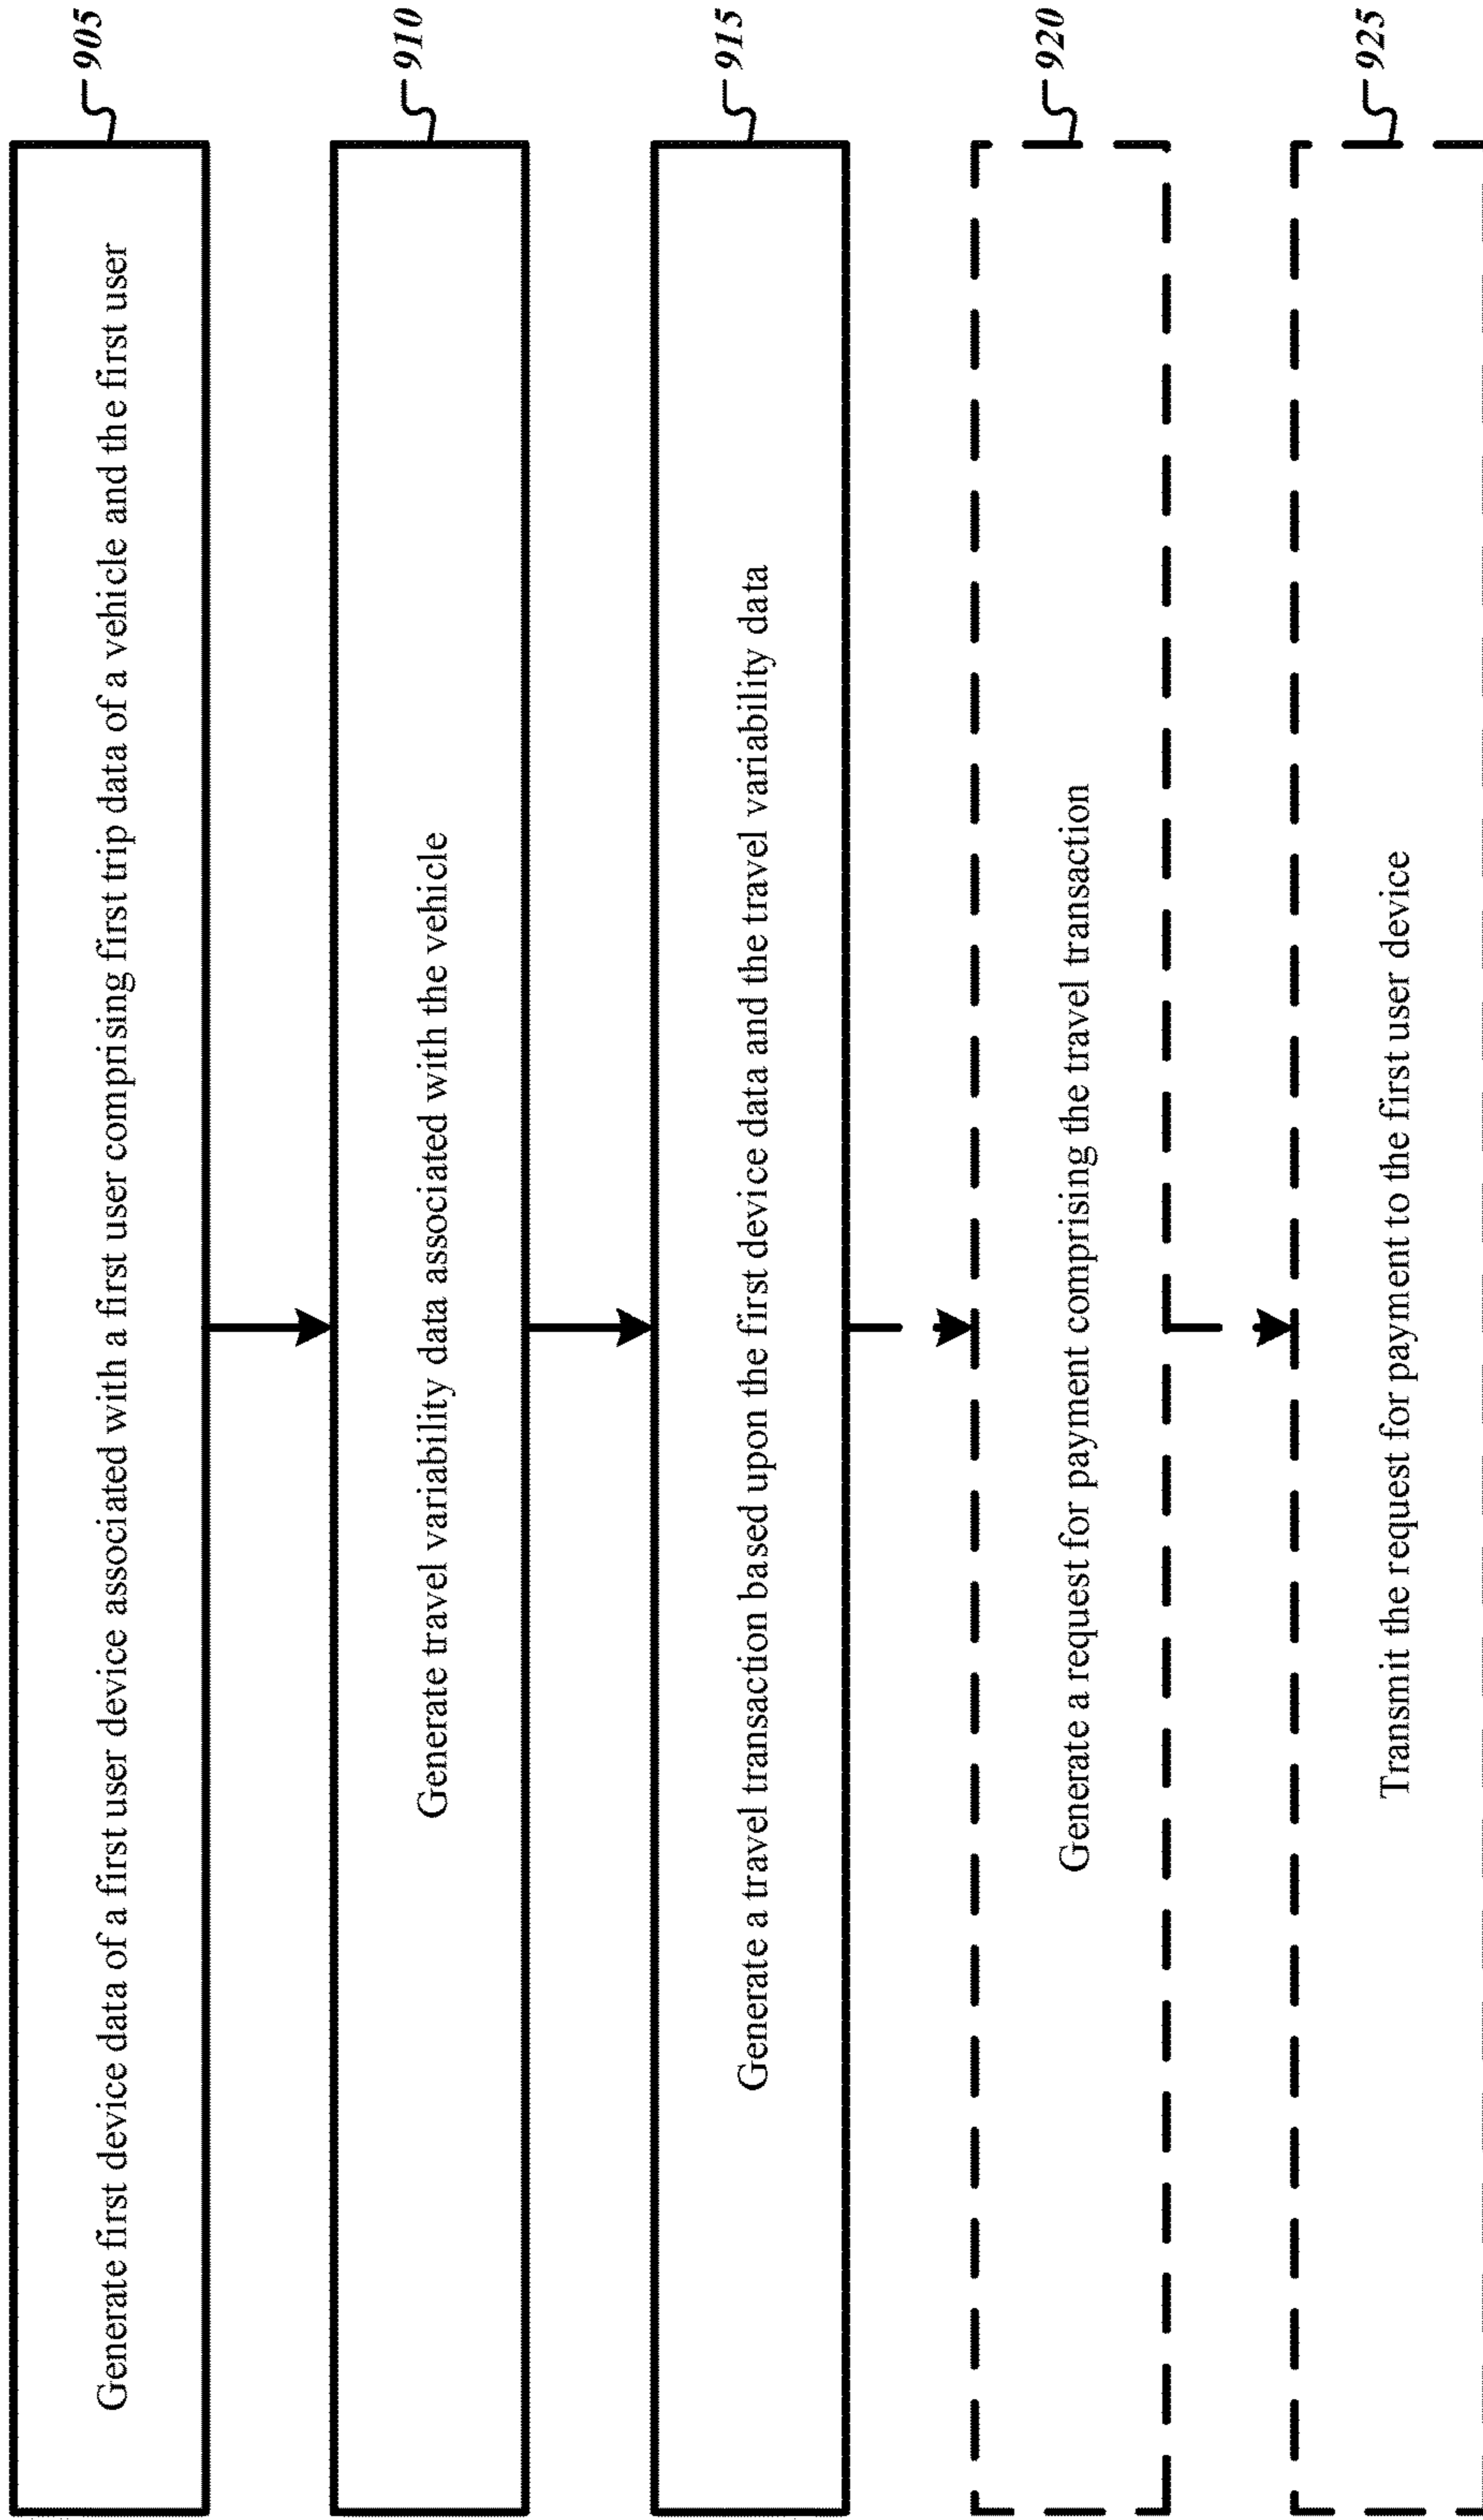 Generate first device data of a first user device associated with a first user comprising first trip data of a vehicle and the first user
905
Generate travel variability data associated with the vehicle
910
Generate a travel transaction based upon the first device data and the travel variability data
915
Generate a request for payment comprising the travel transaction
920
Transmit the request for payment to the first user device
925